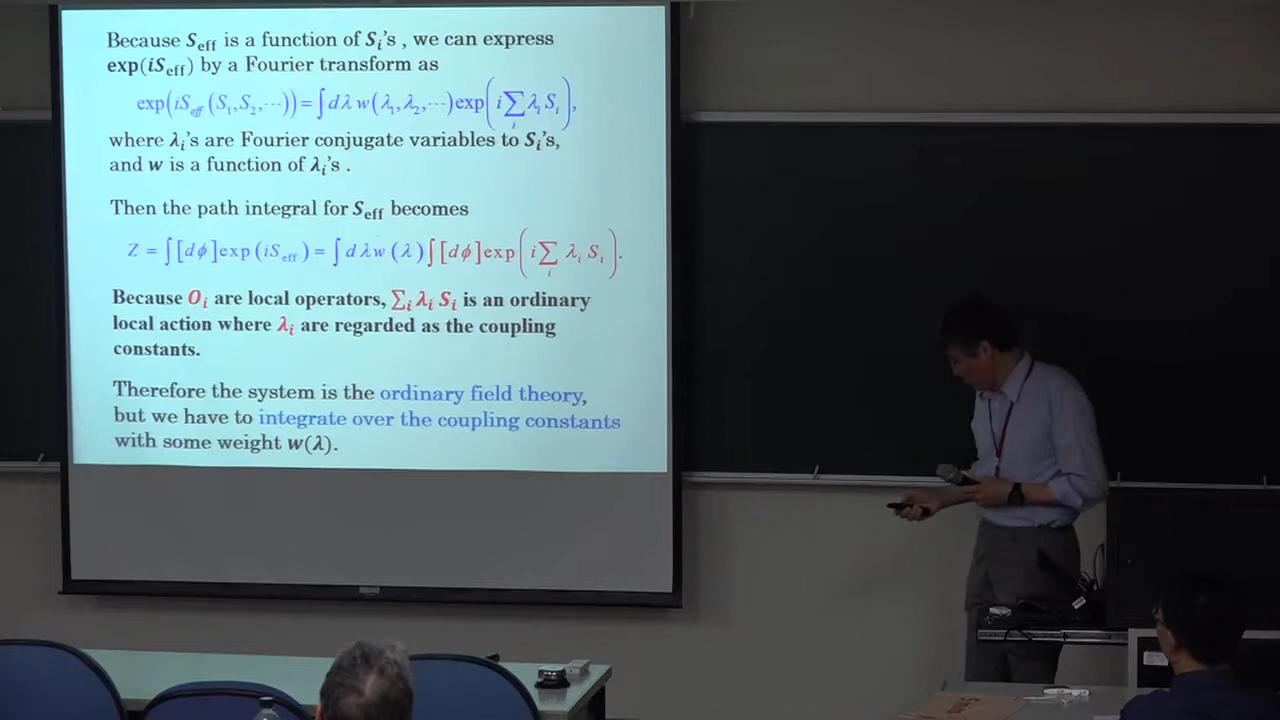 Because S_eff is a function of S_i's , we can express
exp(iS_eff) by a Fourier transform as
exp(iS_eff(S_1,S_2,⋯)) = ∫dλ w(λ_1,λ_2,⋯)exp(i∑_i λ_i S_i),
where λ_i's are Fourier conjugate variables to S_i's,
and w is a function of λ_i's .
Then the path integral for S_eff becomes
Z = ∫[dϕ]exp(iS_eff) = ∫dλw(λ)∫[dϕ]exp(i∑_i λ_i S_i).
Because O_i are local operators, ∑_i λ_i S_i is an ordinary
local action where λ_i are regarded as the coupling
constants.
Therefore the system is the ordinary field theory,
but we have to integrate over the coupling constants
with some weight w(λ).